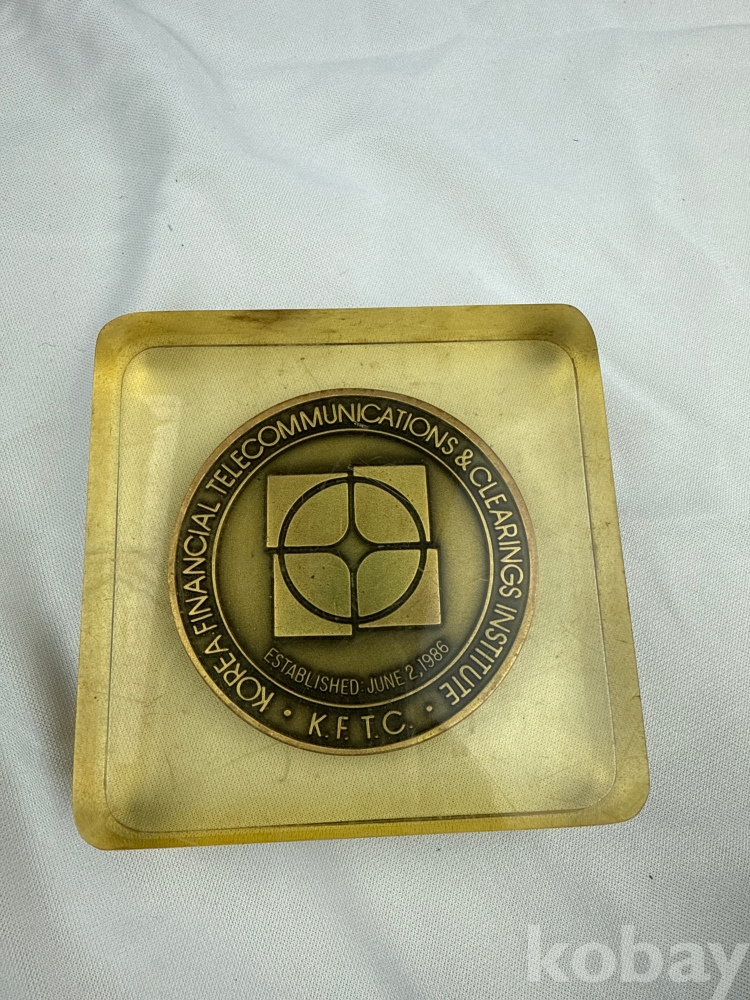 KOREA FINANCIAL TELECOMMUNICATIONS & CLEARINGS INSTITUTE
ESTABLISHED: JUNE 2, 1986
• K.F.T.C. •
kobay